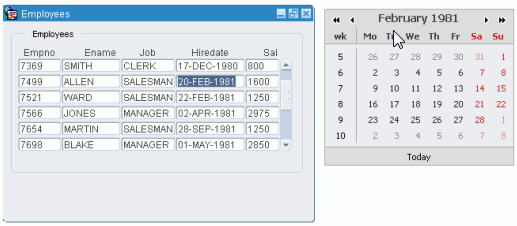 Employees
Employees
Empno Ename Job Hiredate Sal
7369 SMITH CLERK 17-DEC-1980 800
7499 ALLEN SALESMAN 20-FEB-1981 1600
7521 WARD SALESMAN 22-FEB-1981 1250
7566 JONES MANAGER 02-APR-1981 2975
7654 MARTIN SALESMAN 28-SEP-1981 1250
7698 BLAKE MANAGER 01-MAY-1981 2850
February 1981
wk Mo Tu We Th Fr Sa Su
5 26 27 28 29 30 31 1
6 2 3 4 5 6 7 8
7 9 10 11 12 13 14 15
8 16 17 18 19 20 21 22
9 23 24 25 26 27 28 1
10 2 3 4 5 6 7 8
Today